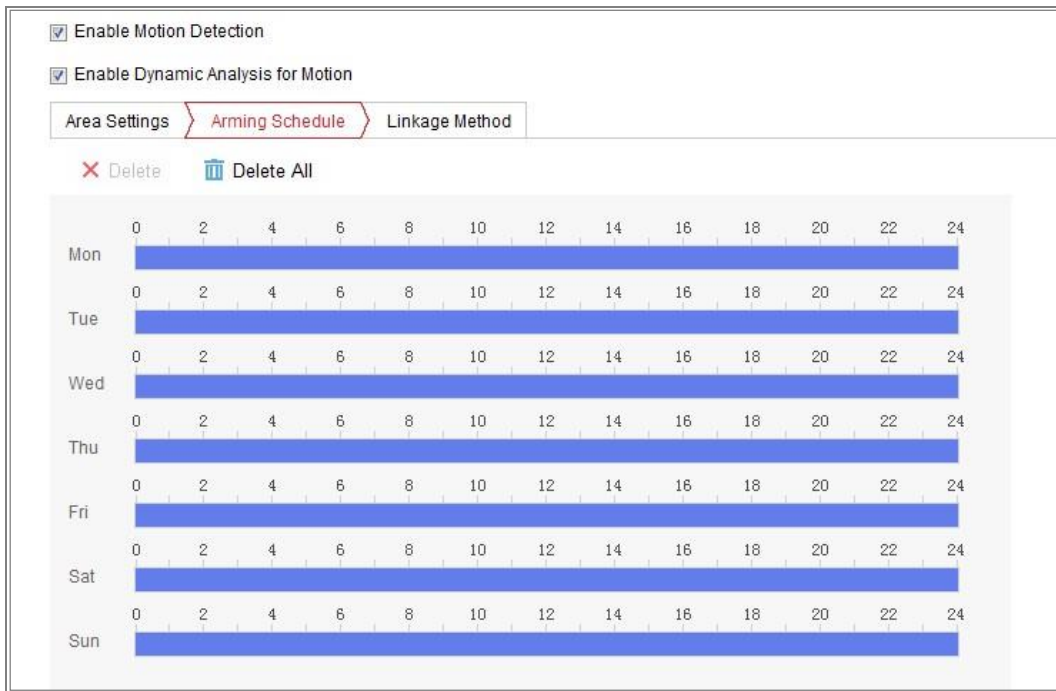 Enable Motion Detection
Enable Dynamic Analysis for Motion
Area Settings Arming Schedule Linkage Method
Delete Delete All
0 2 4 6 8 10 12 14 16 18 20 22 24
Mon
0 2 4 6 8 10 12 14 16 18 20 22 24
Tue
0 2 4 6 8 10 12 14 16 18 20 22 24
Wed
0 2 4 6 8 10 12 14 16 18 20 22 24
Thu
0 2 4 6 8 10 12 14 16 18 20 22 24
Fri
0 2 4 6 8 10 12 14 16 18 20 22 24
Sat
0 2 4 6 8 10 12 14 16 18 20 22 24
Sun